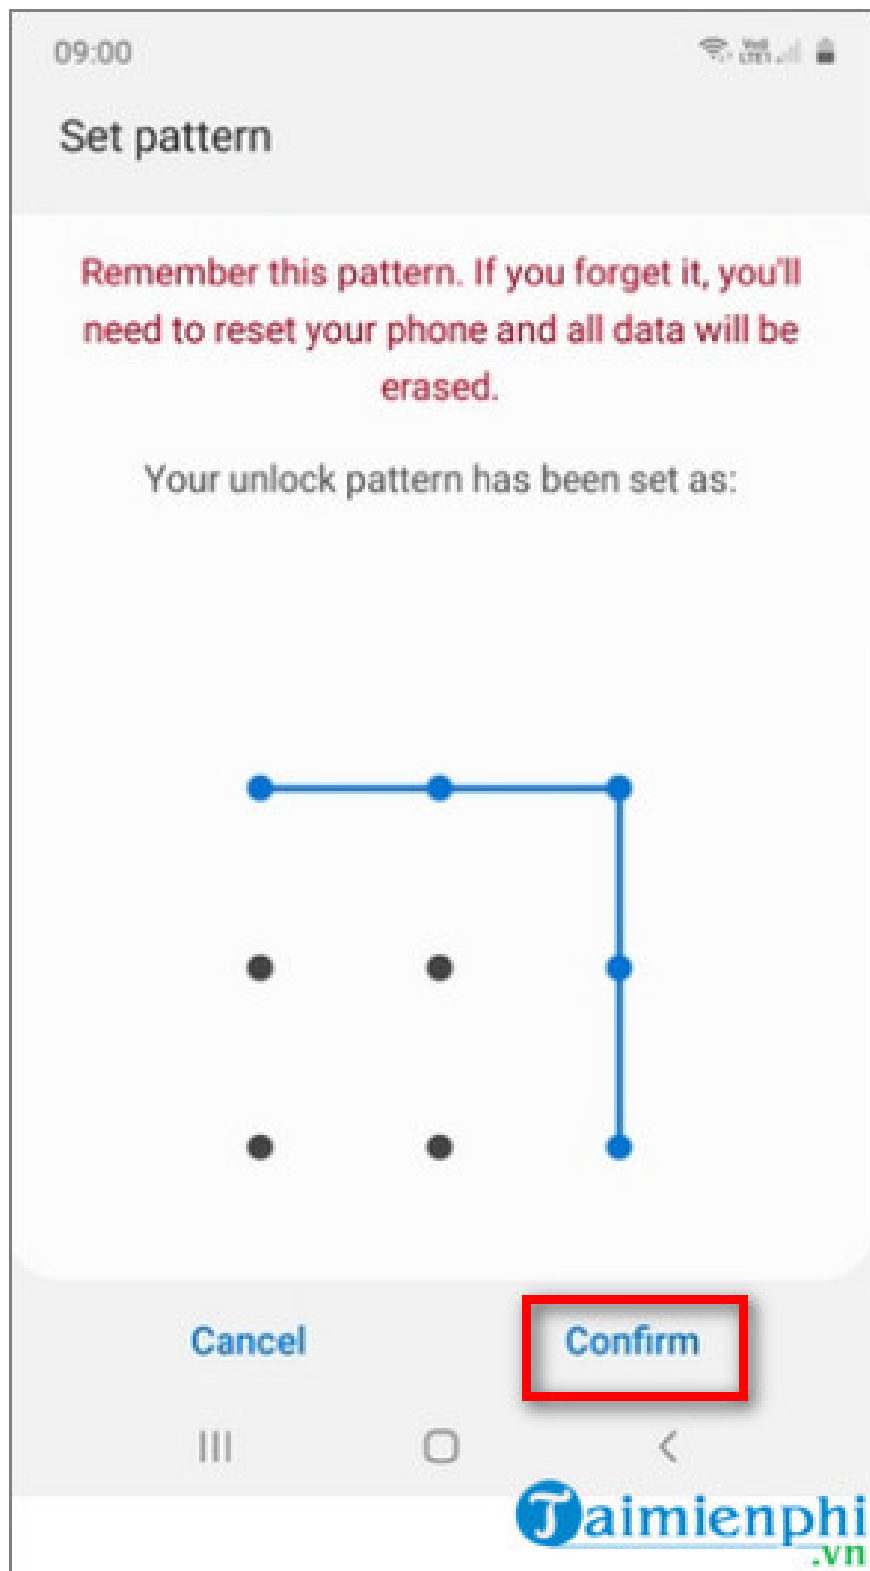 09:00
Set pattern
Remember this pattern. If you forget it, you'll
need to reset your phone and all data will be
erased.
Your unlock pattern has been set as:
Cancel
Confirm
Taimienphi
.vn